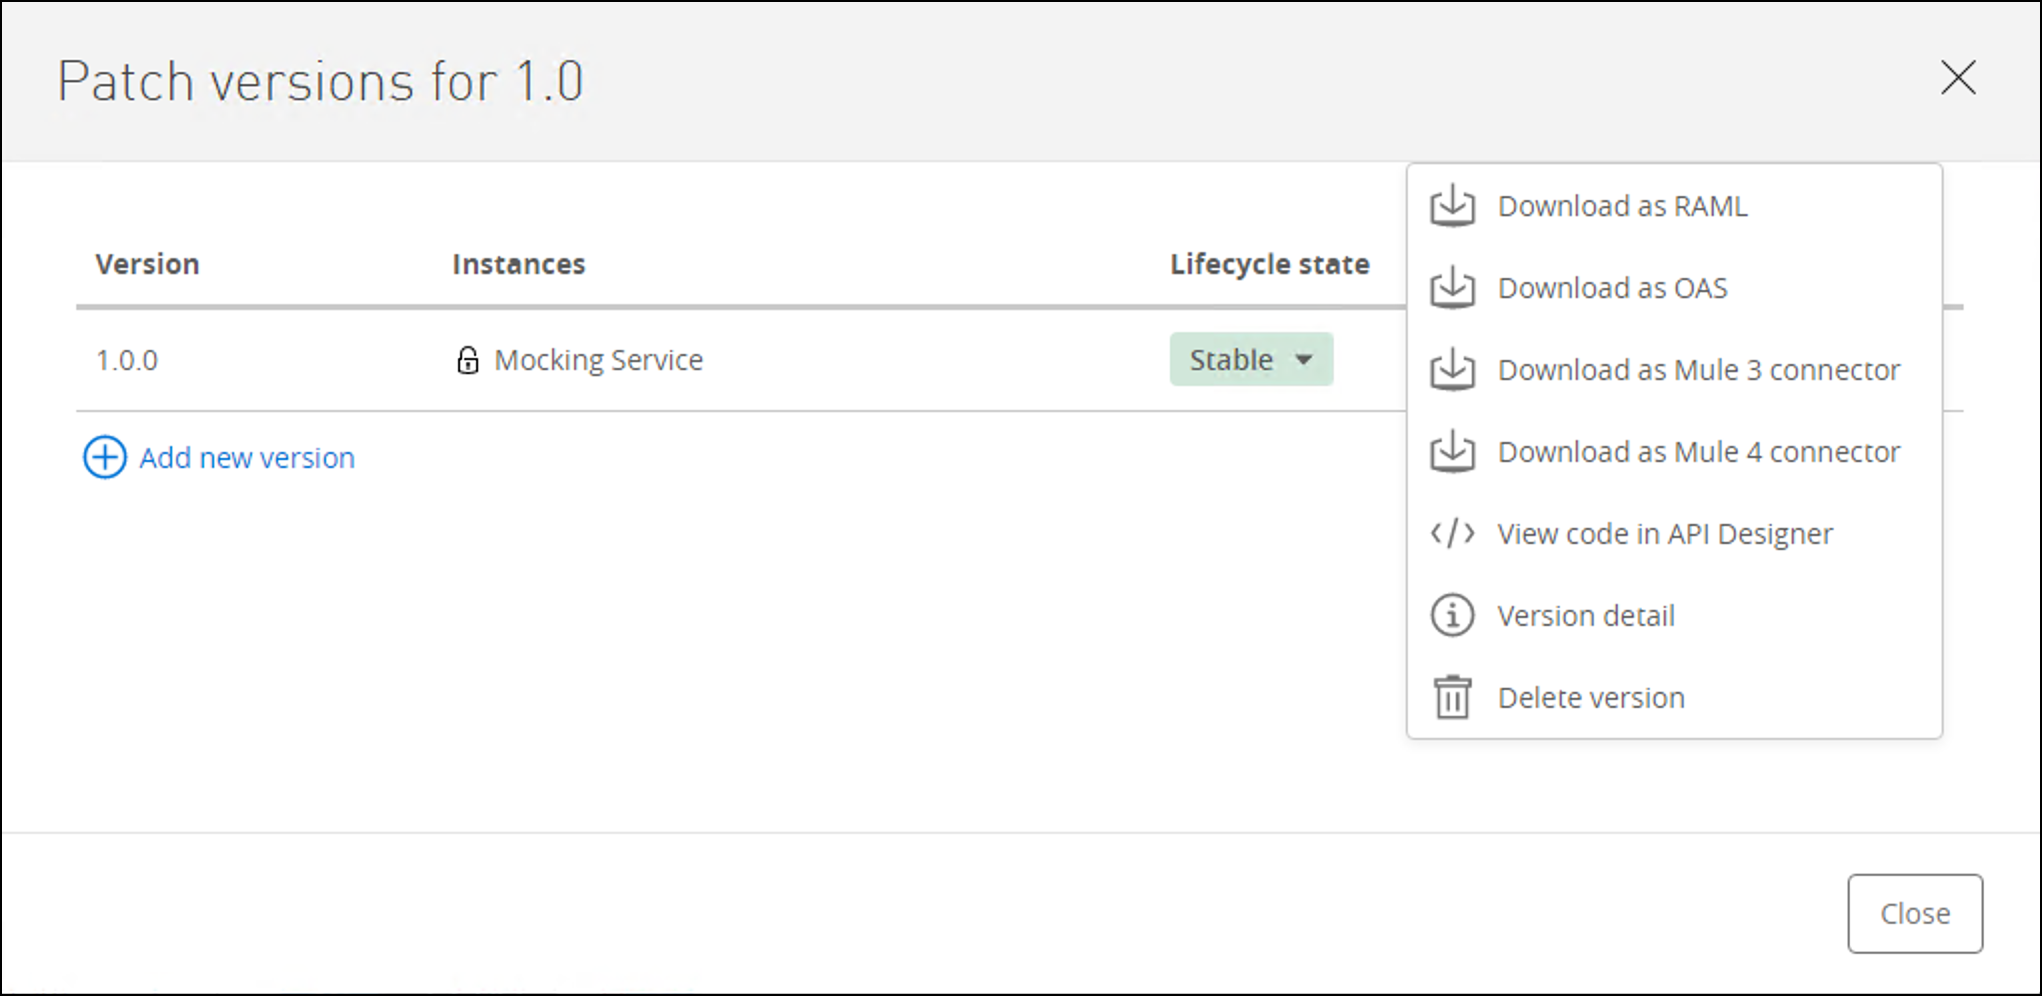 Patch versions for 1.0
Version Instances Lifecycle state
1.0.0 Mocking Service Stable
Add new version
Download as RAML
Download as OAS
Download as Mule 3 connector
Download as Mule 4 connector
View code in API Designer
Version detail
Delete version
Close